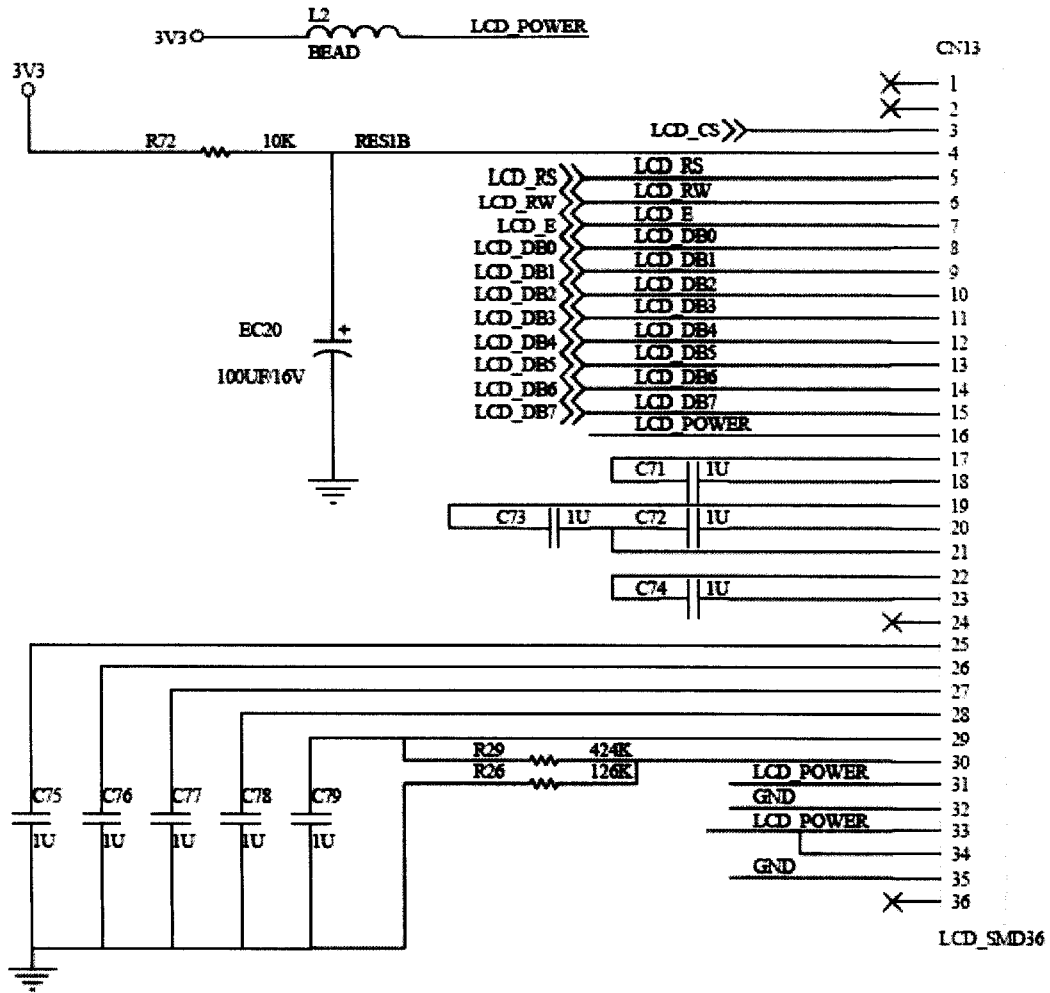 L2
3V3
LCD_POWER
BEAD
CN13
3V3
1
2
LCD_CS
3
R72
10K
RES1B
4
LCD_RS
LCD_RS
5
LCD_RW
LCD_RW
6
LCD_E
LCD_E
7
LCD_DB0
LCD_DB0
8
LCD_DB1
LCD_DB1
9
LCD_DB2
LCD_DB2
10
LCD_DB3
LCD_DB3
11
LCD_DB4
LCD_DB4
12
LCD_DB5
LCD_DB5
13
LCD_DB6
LCD_DB6
14
LCD_DB7
LCD_DB7
15
LCD_POWER
16
EC20
+
100UF/16V
17
C71
1U
18
19
C73
1U
C72
1U
20
21
22
C74
1U
23
24
25
26
27
28
29
R29
424K
30
R26
126K
LCD_POWER
31
GND
32
LCD_POWER
33
34
GND
35
36
C75
1U
C76
1U
C77
1U
C78
1U
C79
1U
LCD_SMD36